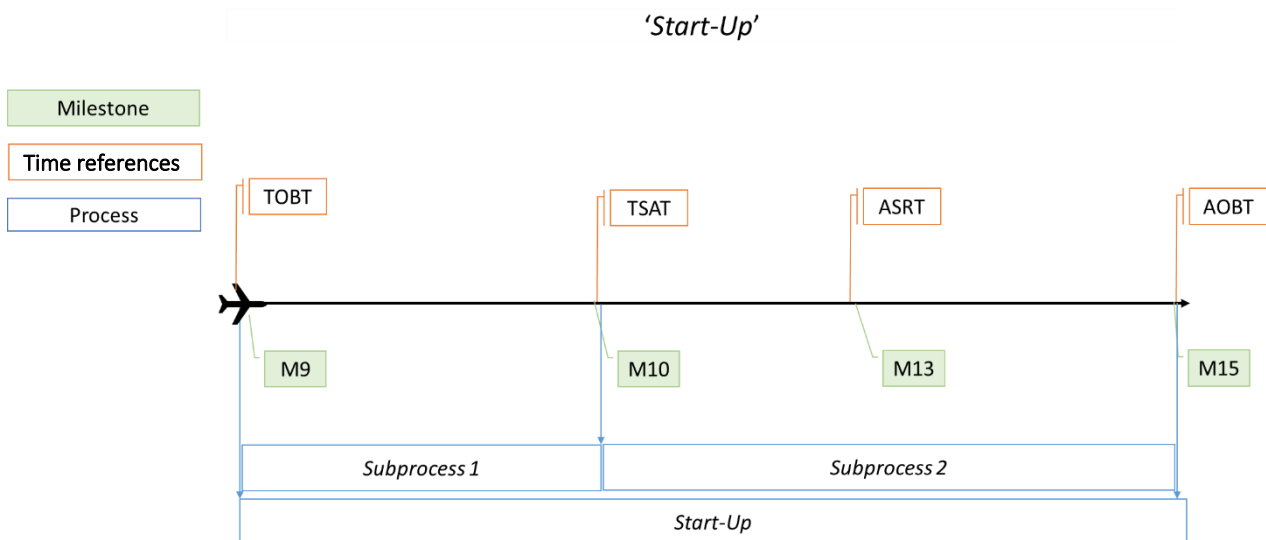 ‘Start-Up’
Milestone
Time references
Process
TOBT
TSAT
ASRT
AOBT
M9
M10
M13
M15
Subprocess 1
Subprocess 2
Start-Up